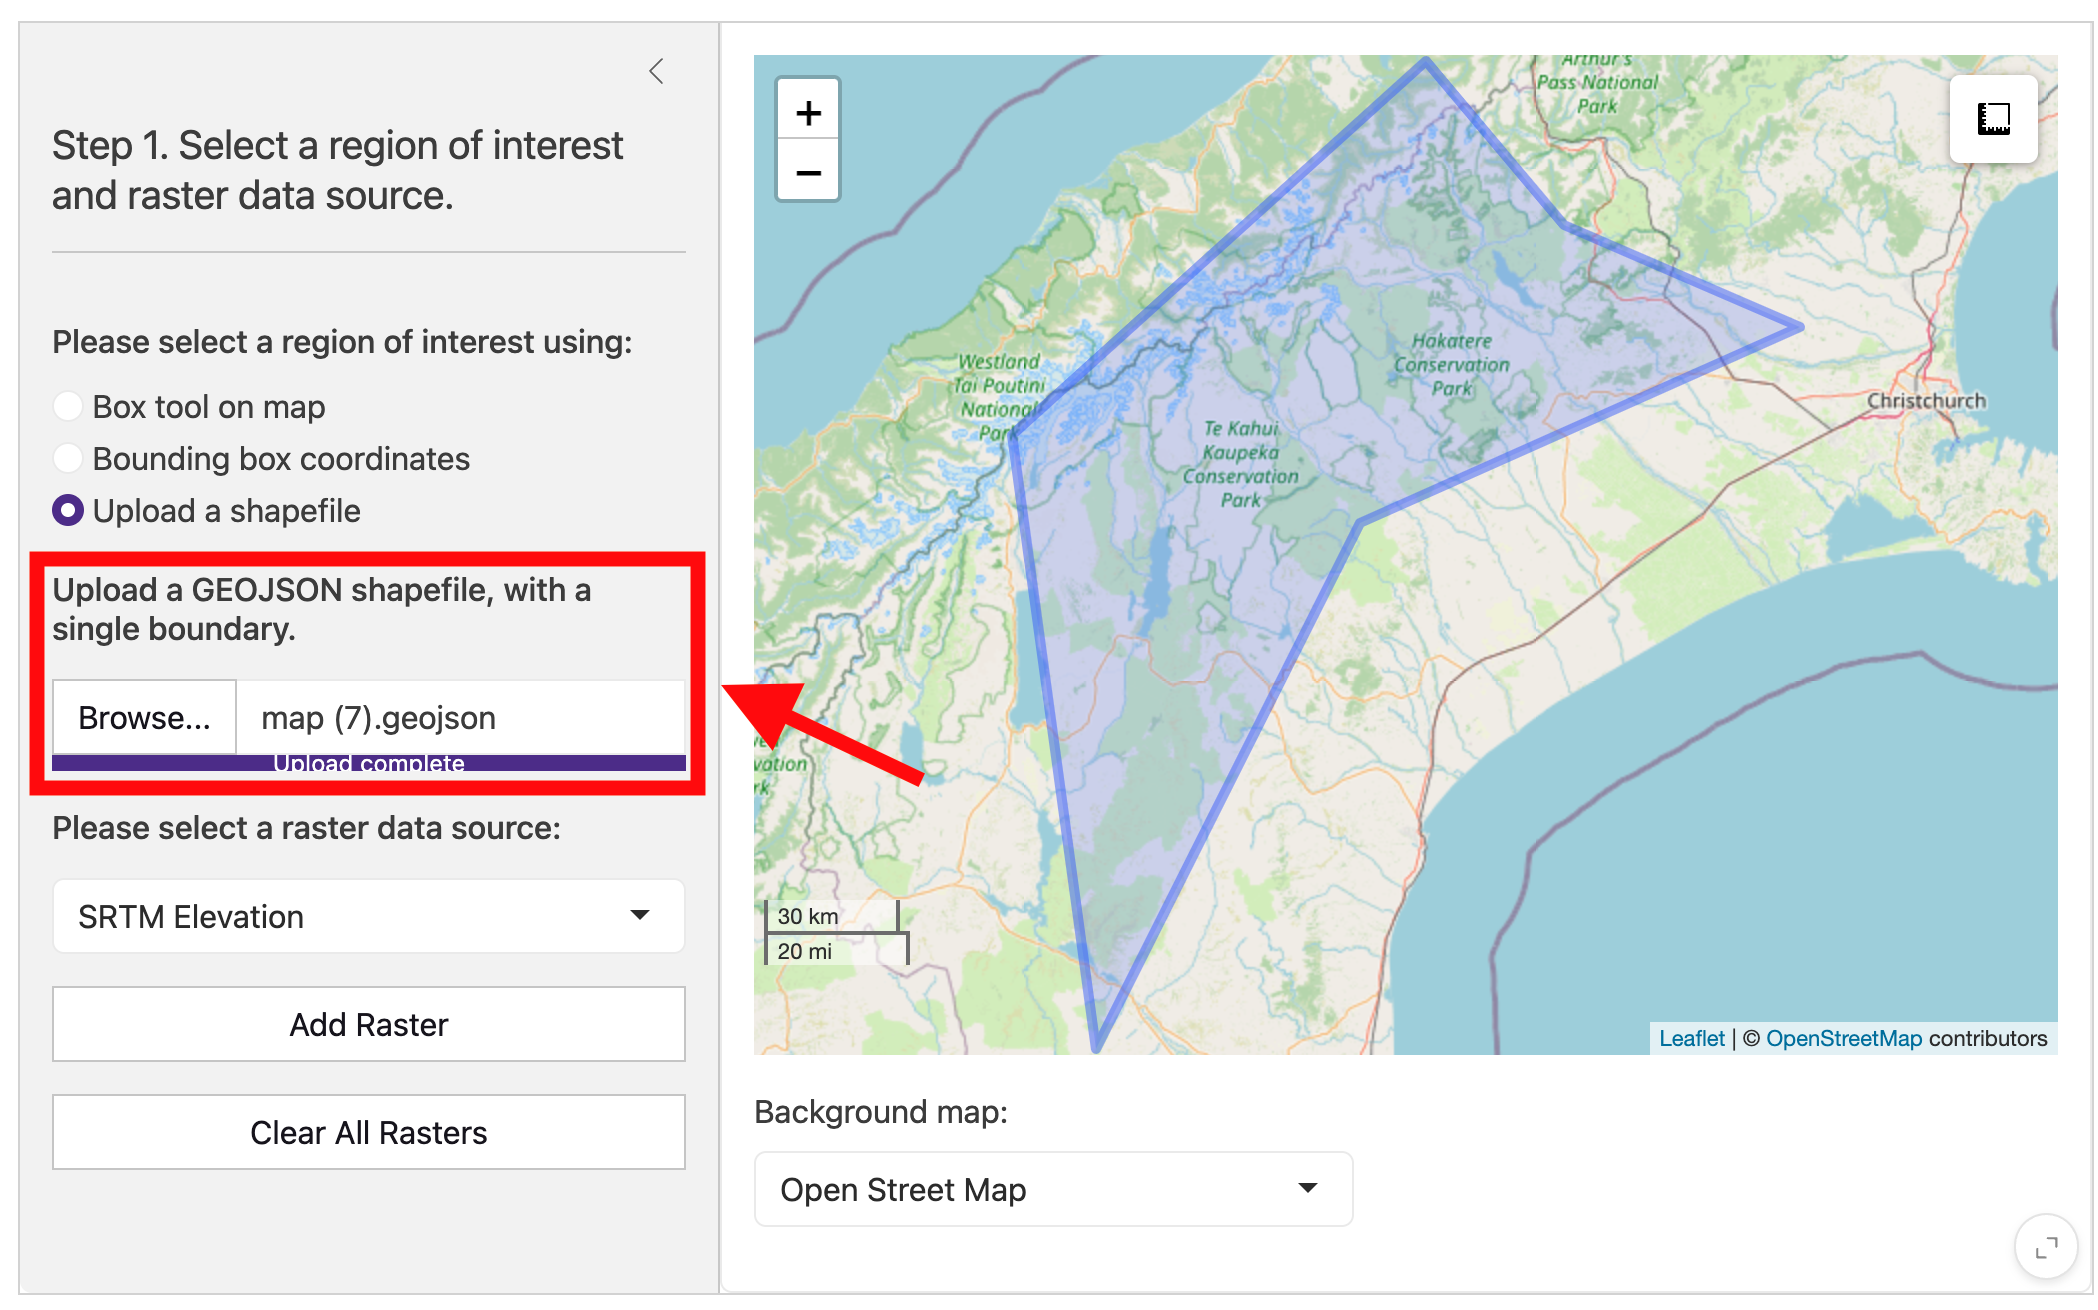 Step 1. Select a region of interest
and raster data source.
Please select a region of interest using:
Box tool on map
Bounding box coordinates
Upload a shapefile
Upload a GEOJSON shapefile, with a
single boundary.
Browse...
map (7).geojson
Upload complete
Please select a raster data source:
SRTM Elevation
Add Raster
Clear All Rasters
+
−
Arthur's
Pass National
Park
Westland
Tai Poutini
National
Park
Hakatere
Conservation
Park
Te Kahui
Kaupeka
Conservation
Park
Christchurch
vation
rk
30 km
20 mi
Leaflet | © OpenStreetMap contributors
Background map:
Open Street Map